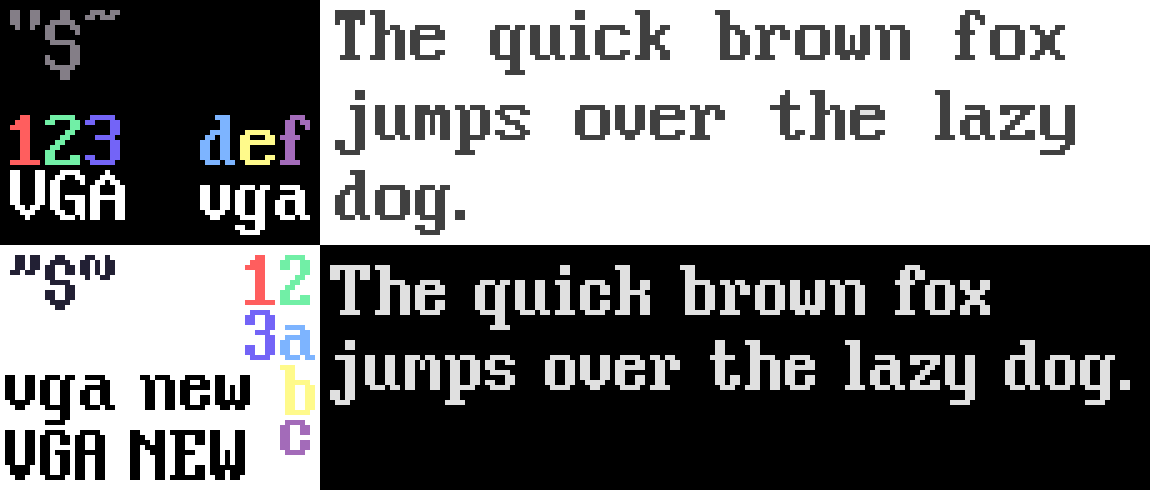 "$~
123 def
VGA vga
The quick brown fox
jumps over the lazy
dog.
"S~
12
3a
vga new b
VGA NEW c
The quick brown fox
jumps over the lazy dog.